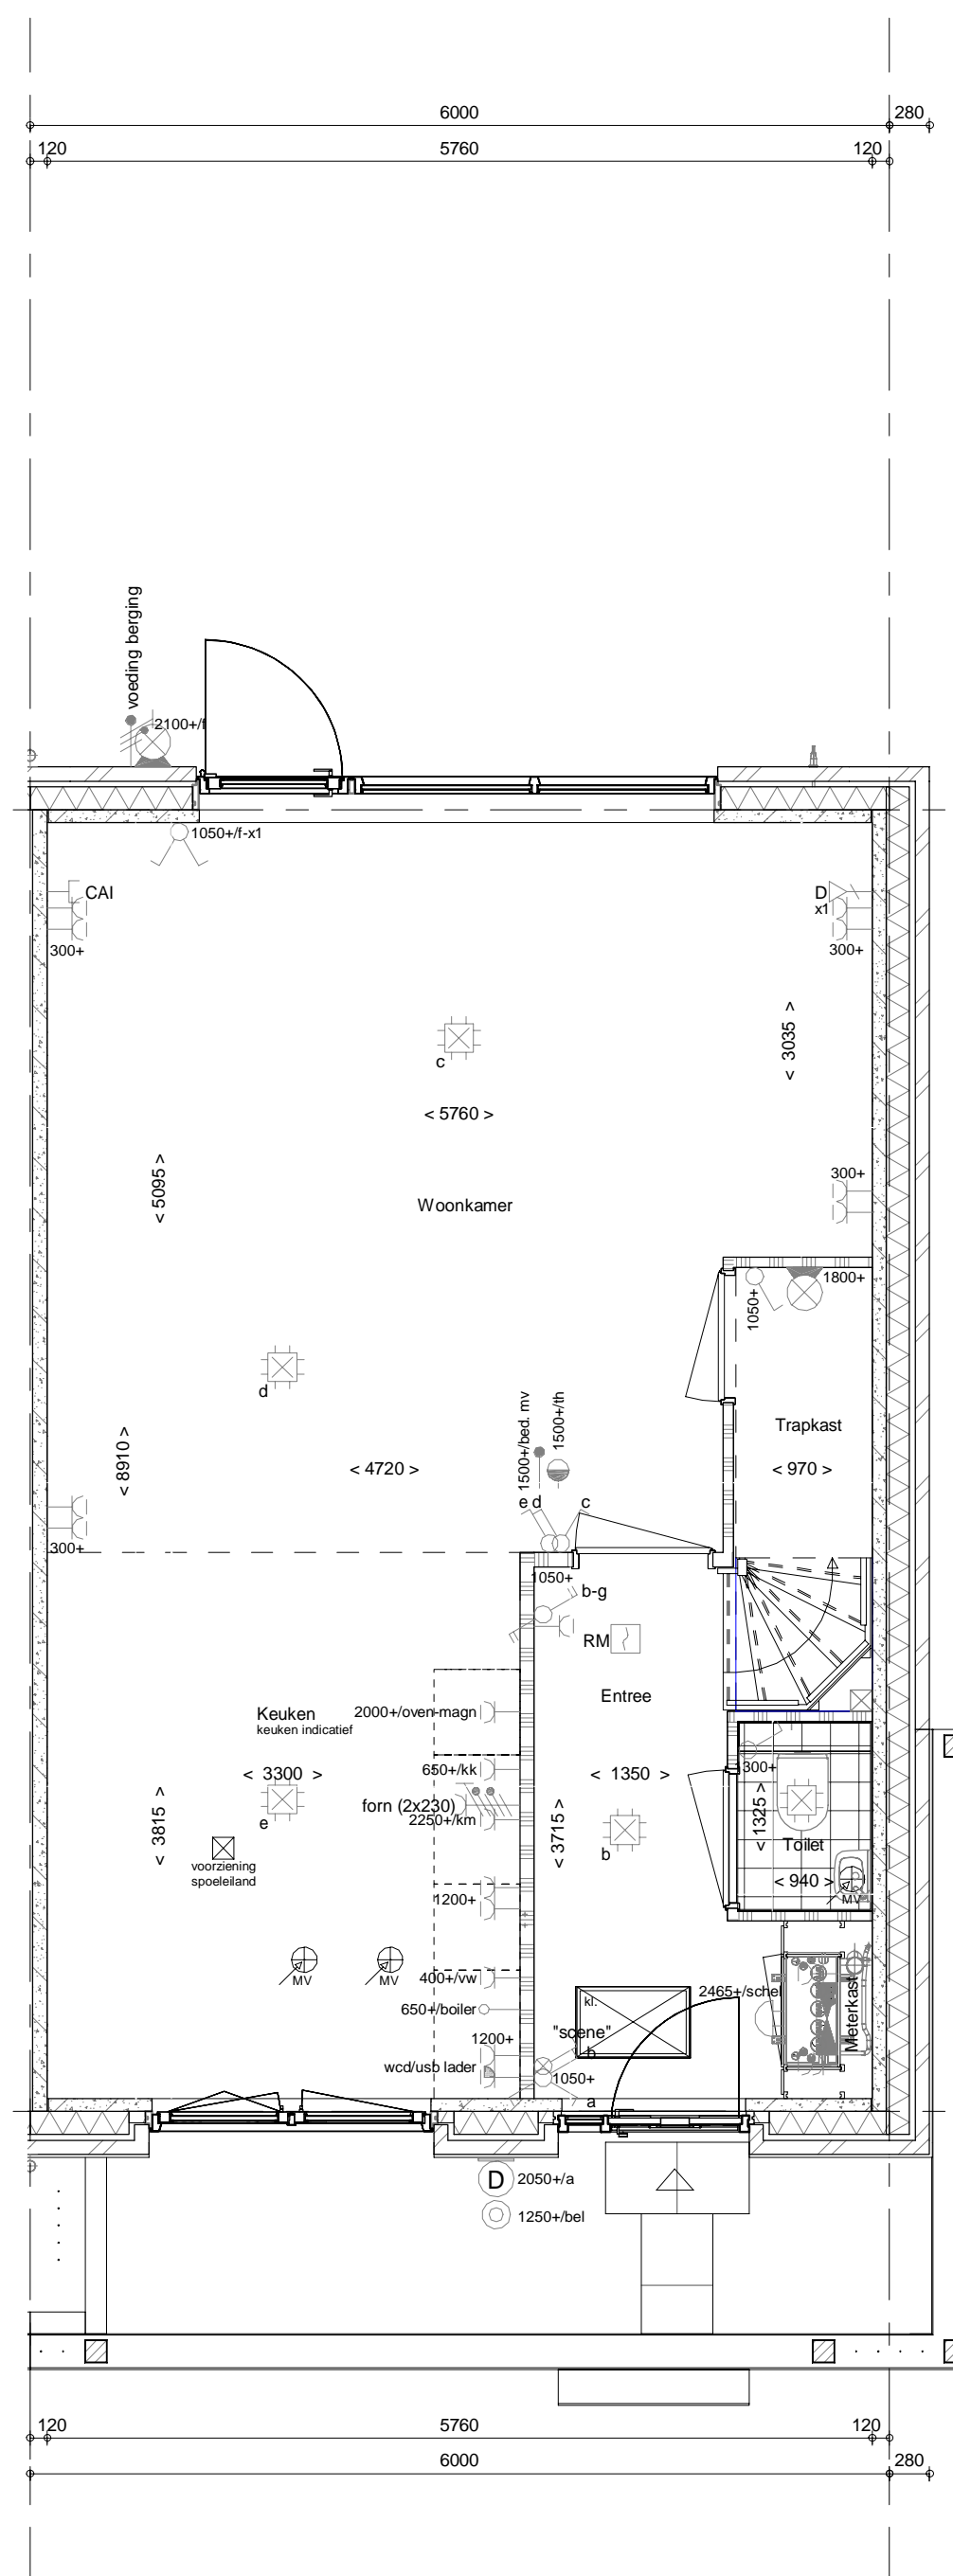 6000
280
120
5760
120
voeding berging
2100+/f
1050+/f-x1
CAI
300+
D
x1
300+
< 3035 >
c
< 5760 >
< 5095 >
Woonkamer
300+
1800+
1050+
d
Trapkast
1500+/bed. mv
1500+/th
< 8910 >
< 4720 >
< 970 >
e d
c
300+
1050+
b-g
RM
Entree
Keuken
keuken indicatief
2000+/oven-magn
300+
< 3300 >
650+/kk
< 1350 >
forn (2x230)
2250+/km
e
< 3815 >
< 3715 >
b
< 1325 >
Toilet
voorziening
spoeleiland
< 940 >
MV
1200+
MV
MV
400+/vw
2465+/schel
Meterkast
650+/boiler
kl.
1200+
"scene"
b
wcd/usb lader
1050+
a
D
2050+/a
1250+/bel
120
5760
120
6000
280